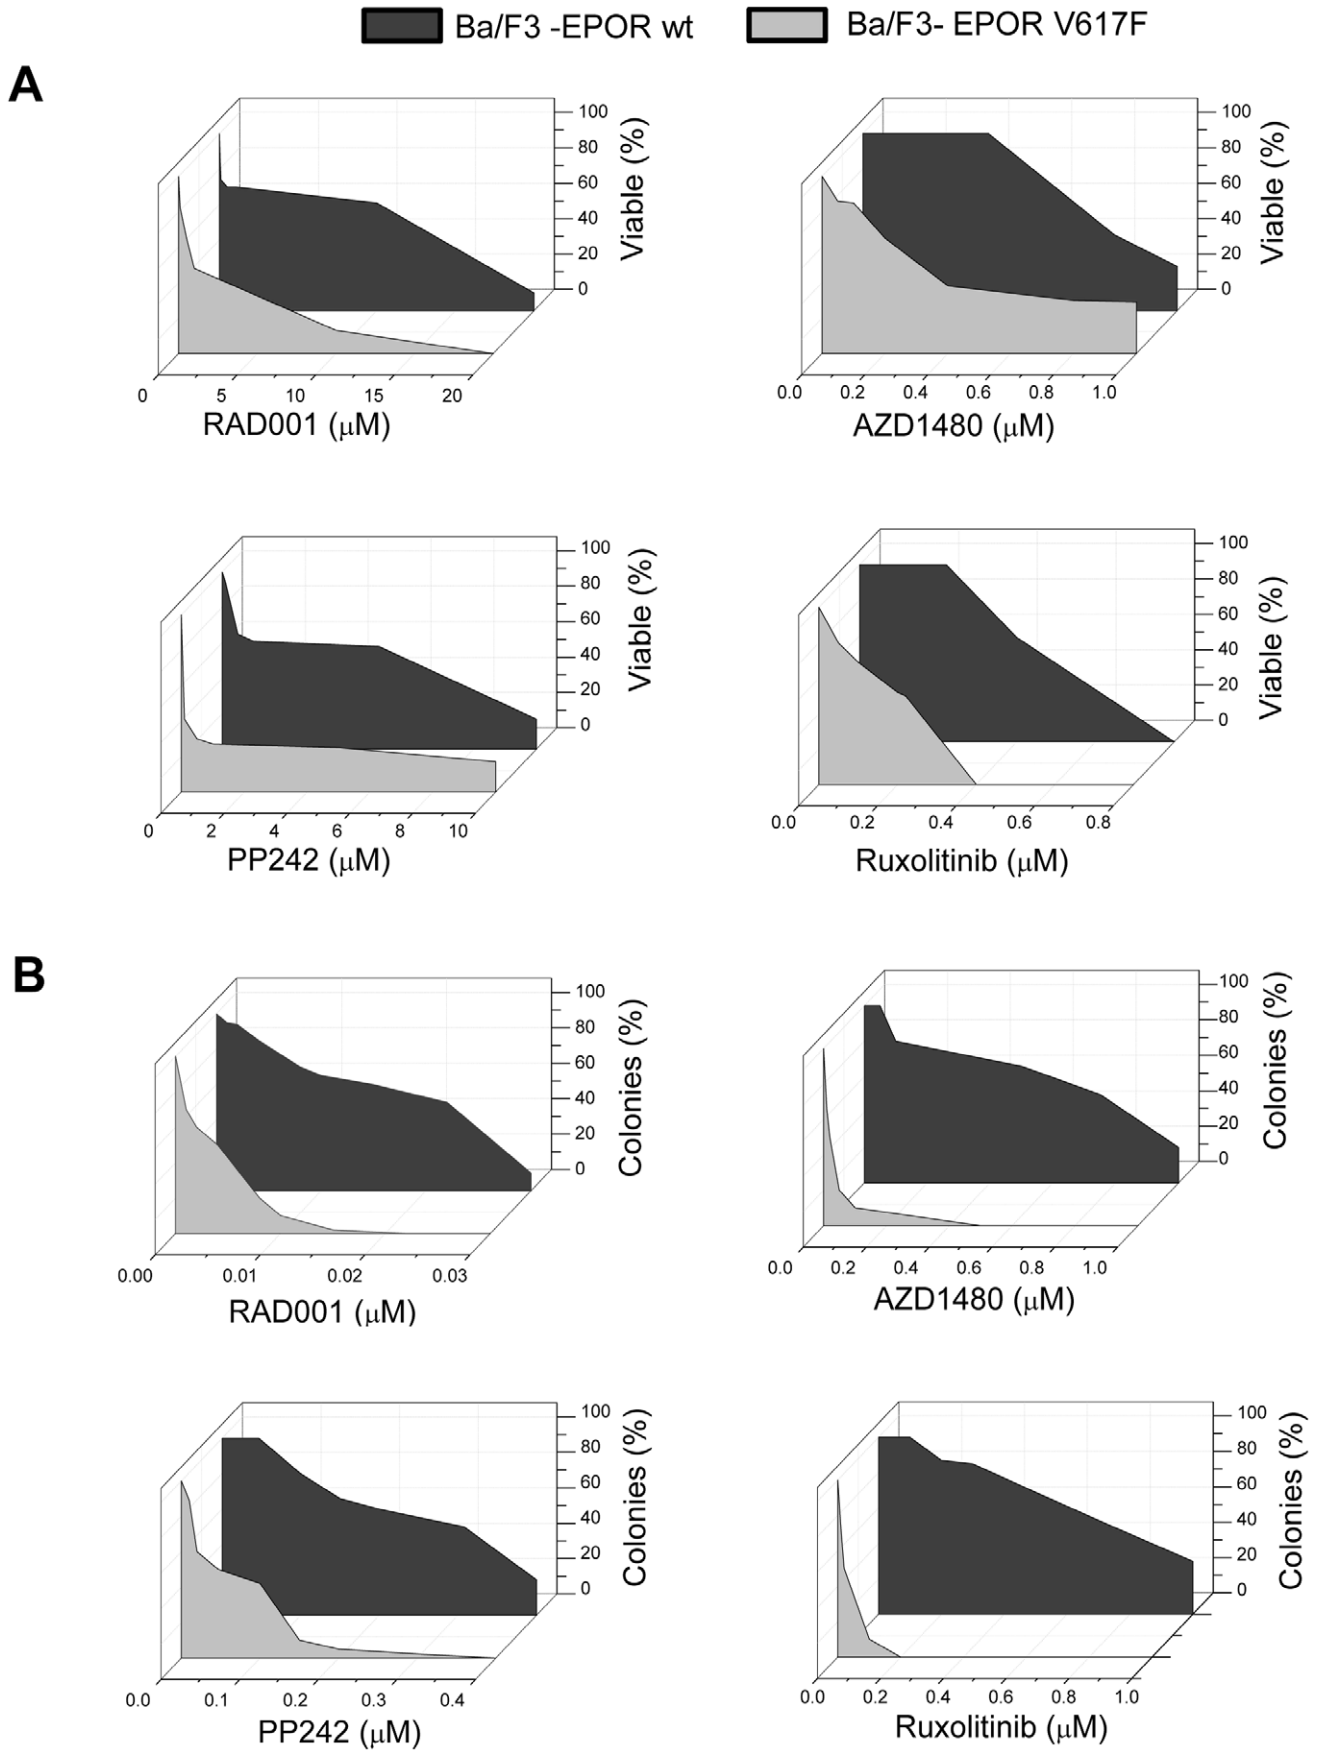 Ba/F3 -EPOR wt Ba/F3- EPOR V617F
A
100
80
60
40
20
0
Viable (%)
0 5 10 15 20
RAD001 (μM)
100
80
60
40
20
0
Viable (%)
0.0 0.2 0.4 0.6 0.8 1.0
AZD1480 (μM)
100
80
60
40
20
0
Viable (%)
0 2 4 6 8 10
PP242 (μM)
100
80
60
40
20
0
Viable (%)
0.0 0.2 0.4 0.6 0.8
Ruxolitinib (μM)
B
100
80
60
40
20
0
Colonies (%)
0.00 0.01 0.02 0.03
RAD001 (μM)
100
80
60
40
20
0
Colonies (%)
0.0 0.2 0.4 0.6 0.8 1.0
AZD1480 (μM)
100
80
60
40
20
0
Colonies (%)
0.0 0.1 0.2 0.3 0.4
PP242 (μM)
100
80
60
40
20
0
Colonies (%)
0.0 0.2 0.4 0.6 0.8 1.0
Ruxolitinib (μM)